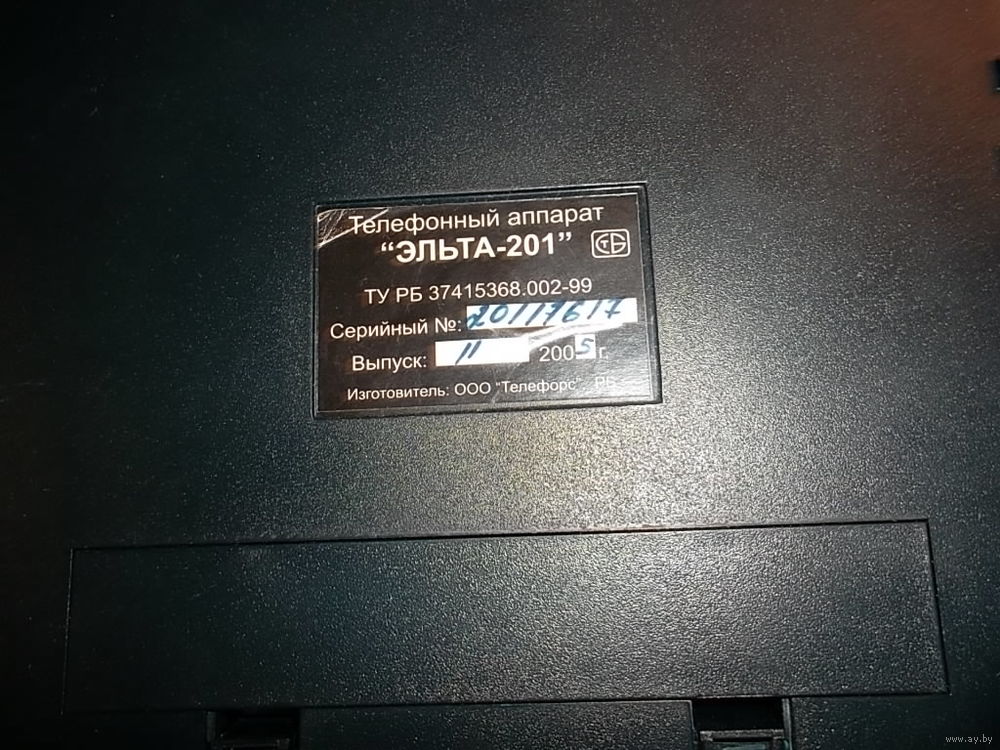 Телефонный аппарат
“ЭЛЬТА-201” СТБ
ТУ РБ 37415368.002-99
Серийный №: 20117617
Выпуск: 11 2005 г.
Изготовитель: ООО “Телефорс”, РБ
www.ay.by